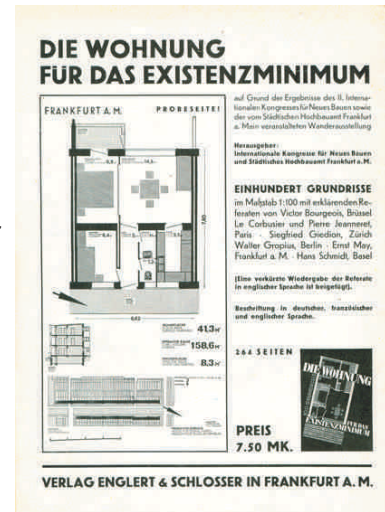 DIE WOHNUNG
FÜR DAS EXISTENZMINIMUM
FRANKFURT A. M.
PROBESEITE!
41,3 M²
158,6 M³
8,3 M²
auf Grund der Ergebnisse des II. Interna-
tionalen Kongresses für Neues Bauen sowie
der vom Städtischen Hochbauamt Frankfurt
a. Main veranstalteten Wanderausstellung
Herausgeber:
Internationale Kongresse für Neues Bauen
und Städtisches Hochbauamt Frankfurt a. M.
EINHUNDERT GRUNDRISSE
im Maßstab 1:100 mit erklärenden Re-
feraten von Victor Bourgeois, Brüssel
Le Corbusier und Pierre Jeanneret,
Paris · Siegfried Giedion, Zürich
Walter Gropius, Berlin · Ernst May,
Frankfurt a. M. · Hans Schmidt, Basel
(Eine verkürzte Wiedergabe der Referate
in englischer Sprache ist beigefügt).
Beschriftung in deutscher, französischer
und englischer Sprache.
264 SEITEN
DIE WOHNUNG
FÜR DAS
EXISTENZMINIMUM
PREIS
7.50 MK.
VERLAG ENGLERT & SCHLOSSER IN FRANKFURT A. M.